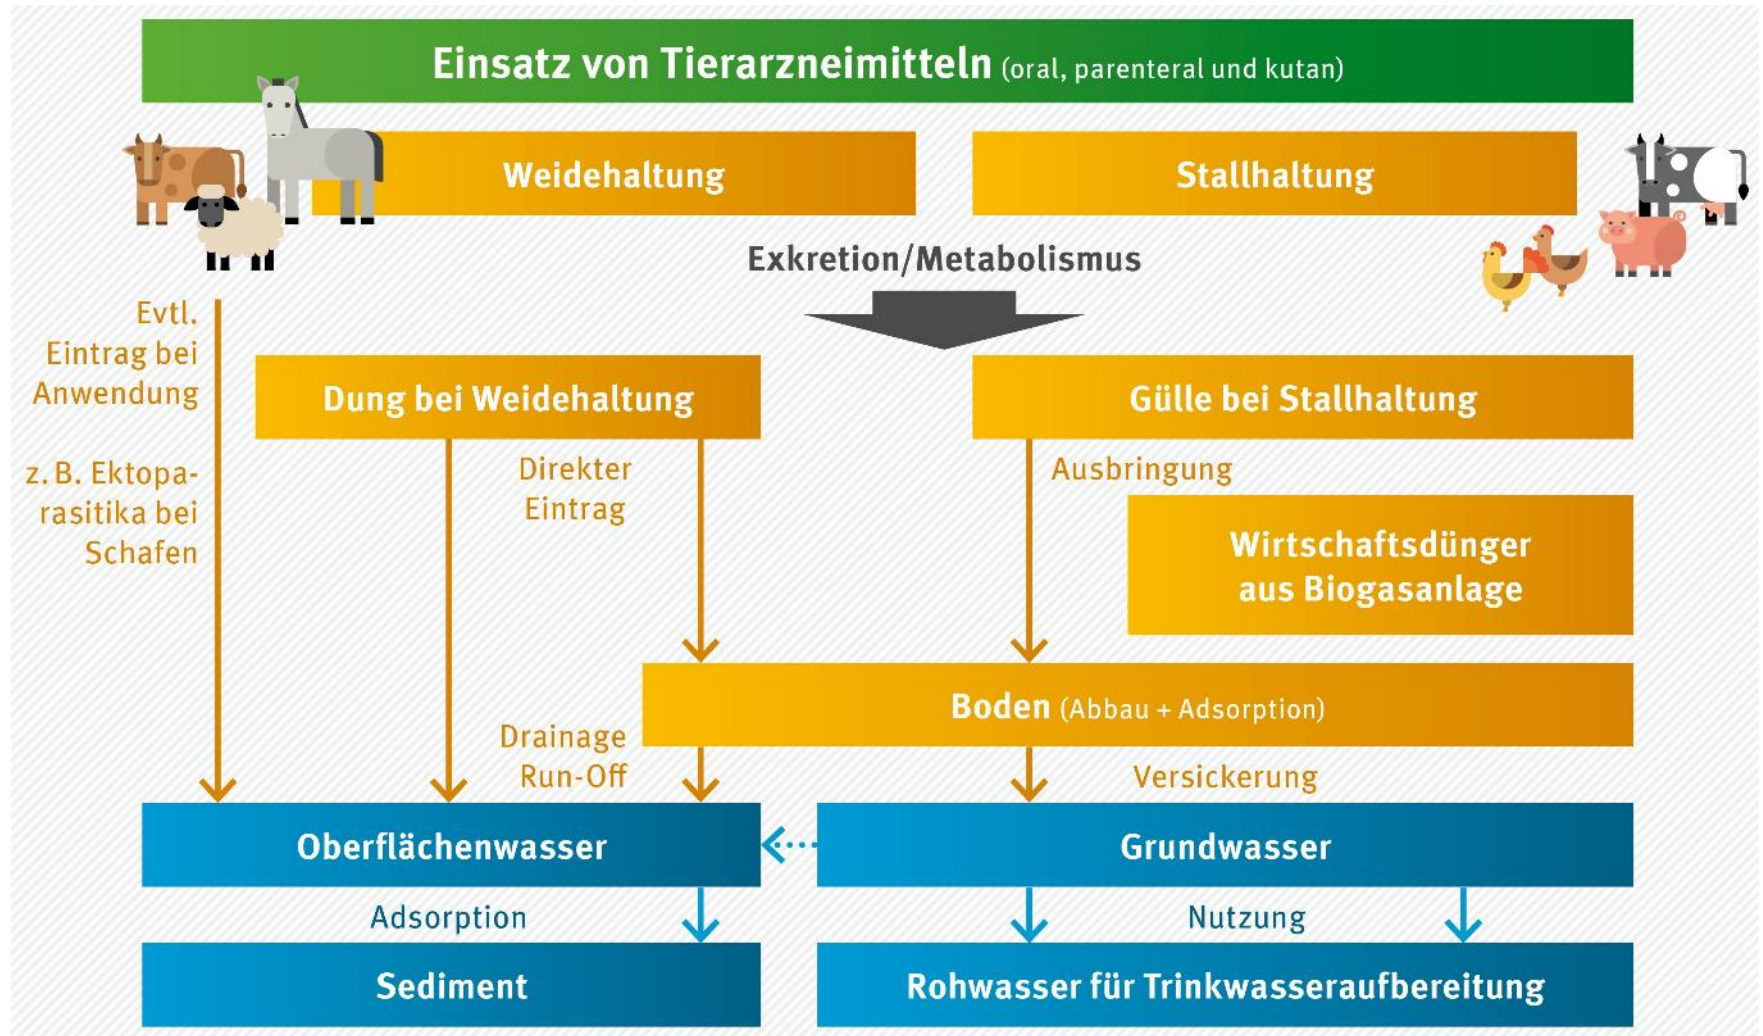 Einsatz von Tierarzneimitteln (oral, parenteral und kutan)
Weidehaltung
Stallhaltung
Exkretion/Metabolismus
Evtl.
Eintrag bei
Anwendung
z. B. Ektopa-
rasitika bei
Schafen
Dung bei Weidehaltung
Gülle bei Stallhaltung
Direkter
Eintrag
Ausbringung
Wirtschaftsdünger
aus Biogasanlage
Boden (Abbau + Adsorption)
Drainage
Run-Off
Versickerung
Oberflächenwasser
Grundwasser
Adsorption
Nutzung
Sediment
Rohwasser für Trinkwasseraufbereitung